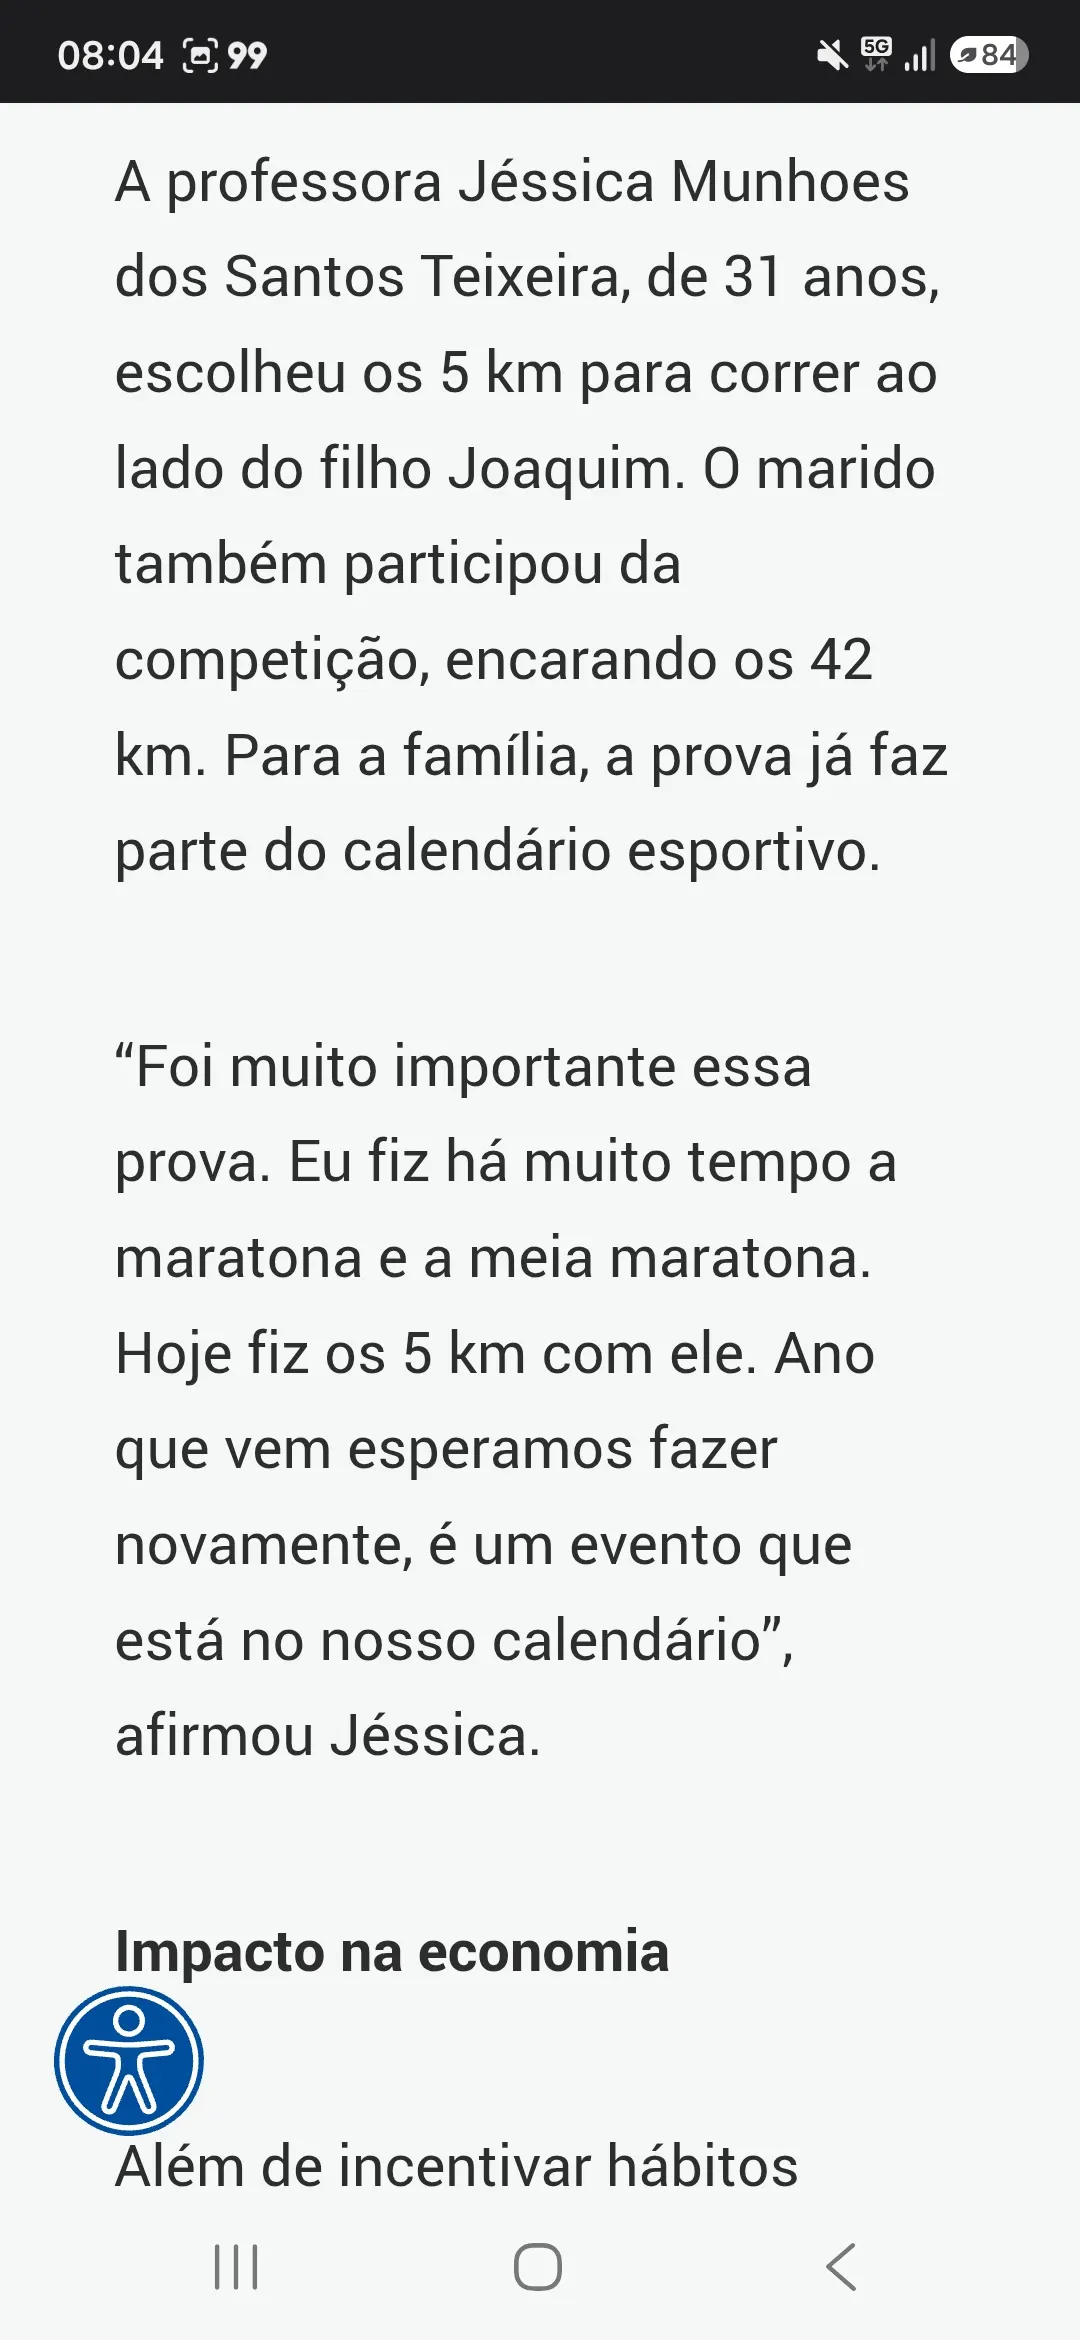 08:04 99 5G 84
A professora Jéssica Munhoes
dos Santos Teixeira, de 31 anos,
escolheu os 5 km para correr ao
lado do filho Joaquim. O marido
também participou da
competição, encarando os 42
km. Para a família, a prova já faz
parte do calendário esportivo.
“Foi muito importante essa
prova. Eu fiz há muito tempo a
maratona e a meia maratona.
Hoje fiz os 5 km com ele. Ano
que vem esperamos fazer
novamente, é um evento que
está no nosso calendário”,
afirmou Jéssica.
Impacto na economia
Além de incentivar hábitos